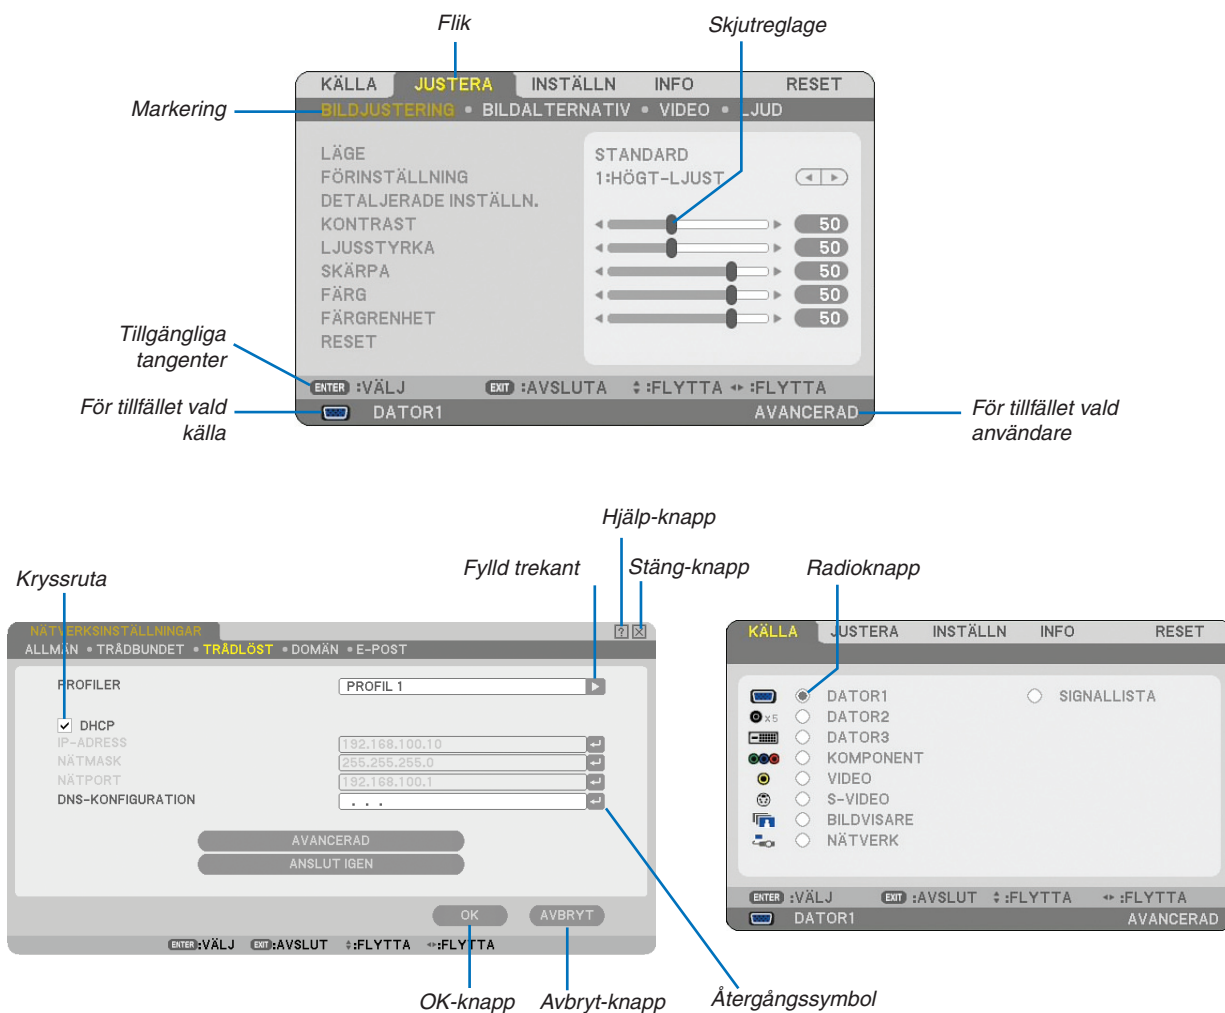 Flik
Skjutreglage
KÄLLA JUSTERA INSTÄLLN INFO RESET
Markering
BILDJUSTERING • BILDALTERNATIV • VIDEO • LJUD
LÄGE STANDARD
FÖRINSTÄLLNING 1:HÖGT-LJUST
DETALJERADE INSTÄLLN.
KONTRAST 50
LJUSSTYRKA 50
SKÄRPA 50
FÄRG 50
FÄRGRENHET 50
RESET
Tillgängliga
tangenter
ENTER :VÄLJ EXIT :AVSLUTA :FLYTTA :FLYTTA
För tillfället vald
källa
DATOR1 AVANCERAD
För tillfället vald
användare
Hjälp-knapp
Kryssruta
Fylld trekant
Stäng-knapp
Radioknapp
NÄTVERKSINSTÄLLNINGAR ? X
ALLMÄN • TRÅDBUNDET • TRÅDLÖST • DOMÄN • E-POST
PROFILER PROFIL 1
DHCP
IP-ADRESS 192.168.100.10
NÄTMASK 255.255.255.0
NÄTPORT 192.168.100.1
DNS-KONFIGURATION . . .
AVANCERAD
ANSLUT IGEN
OK AVBRYT
ENTER :VÄLJ EXIT :AVSLUT :FLYTTA :FLYTTA
OK-knapp
Avbryt-knapp
Återgångssymbol
KÄLLA JUSTERA INSTÄLLN INFO RESET
DATOR1 SIGNALLISTA
x5 DATOR2
DATOR3
KOMPONENT
VIDEO
S-VIDEO
BILDVISARE
NÄTVERK
ENTER :VÄLJ EXIT :AVSLUT :FLYTTA :FLYTTA
DATOR1 AVANCERAD